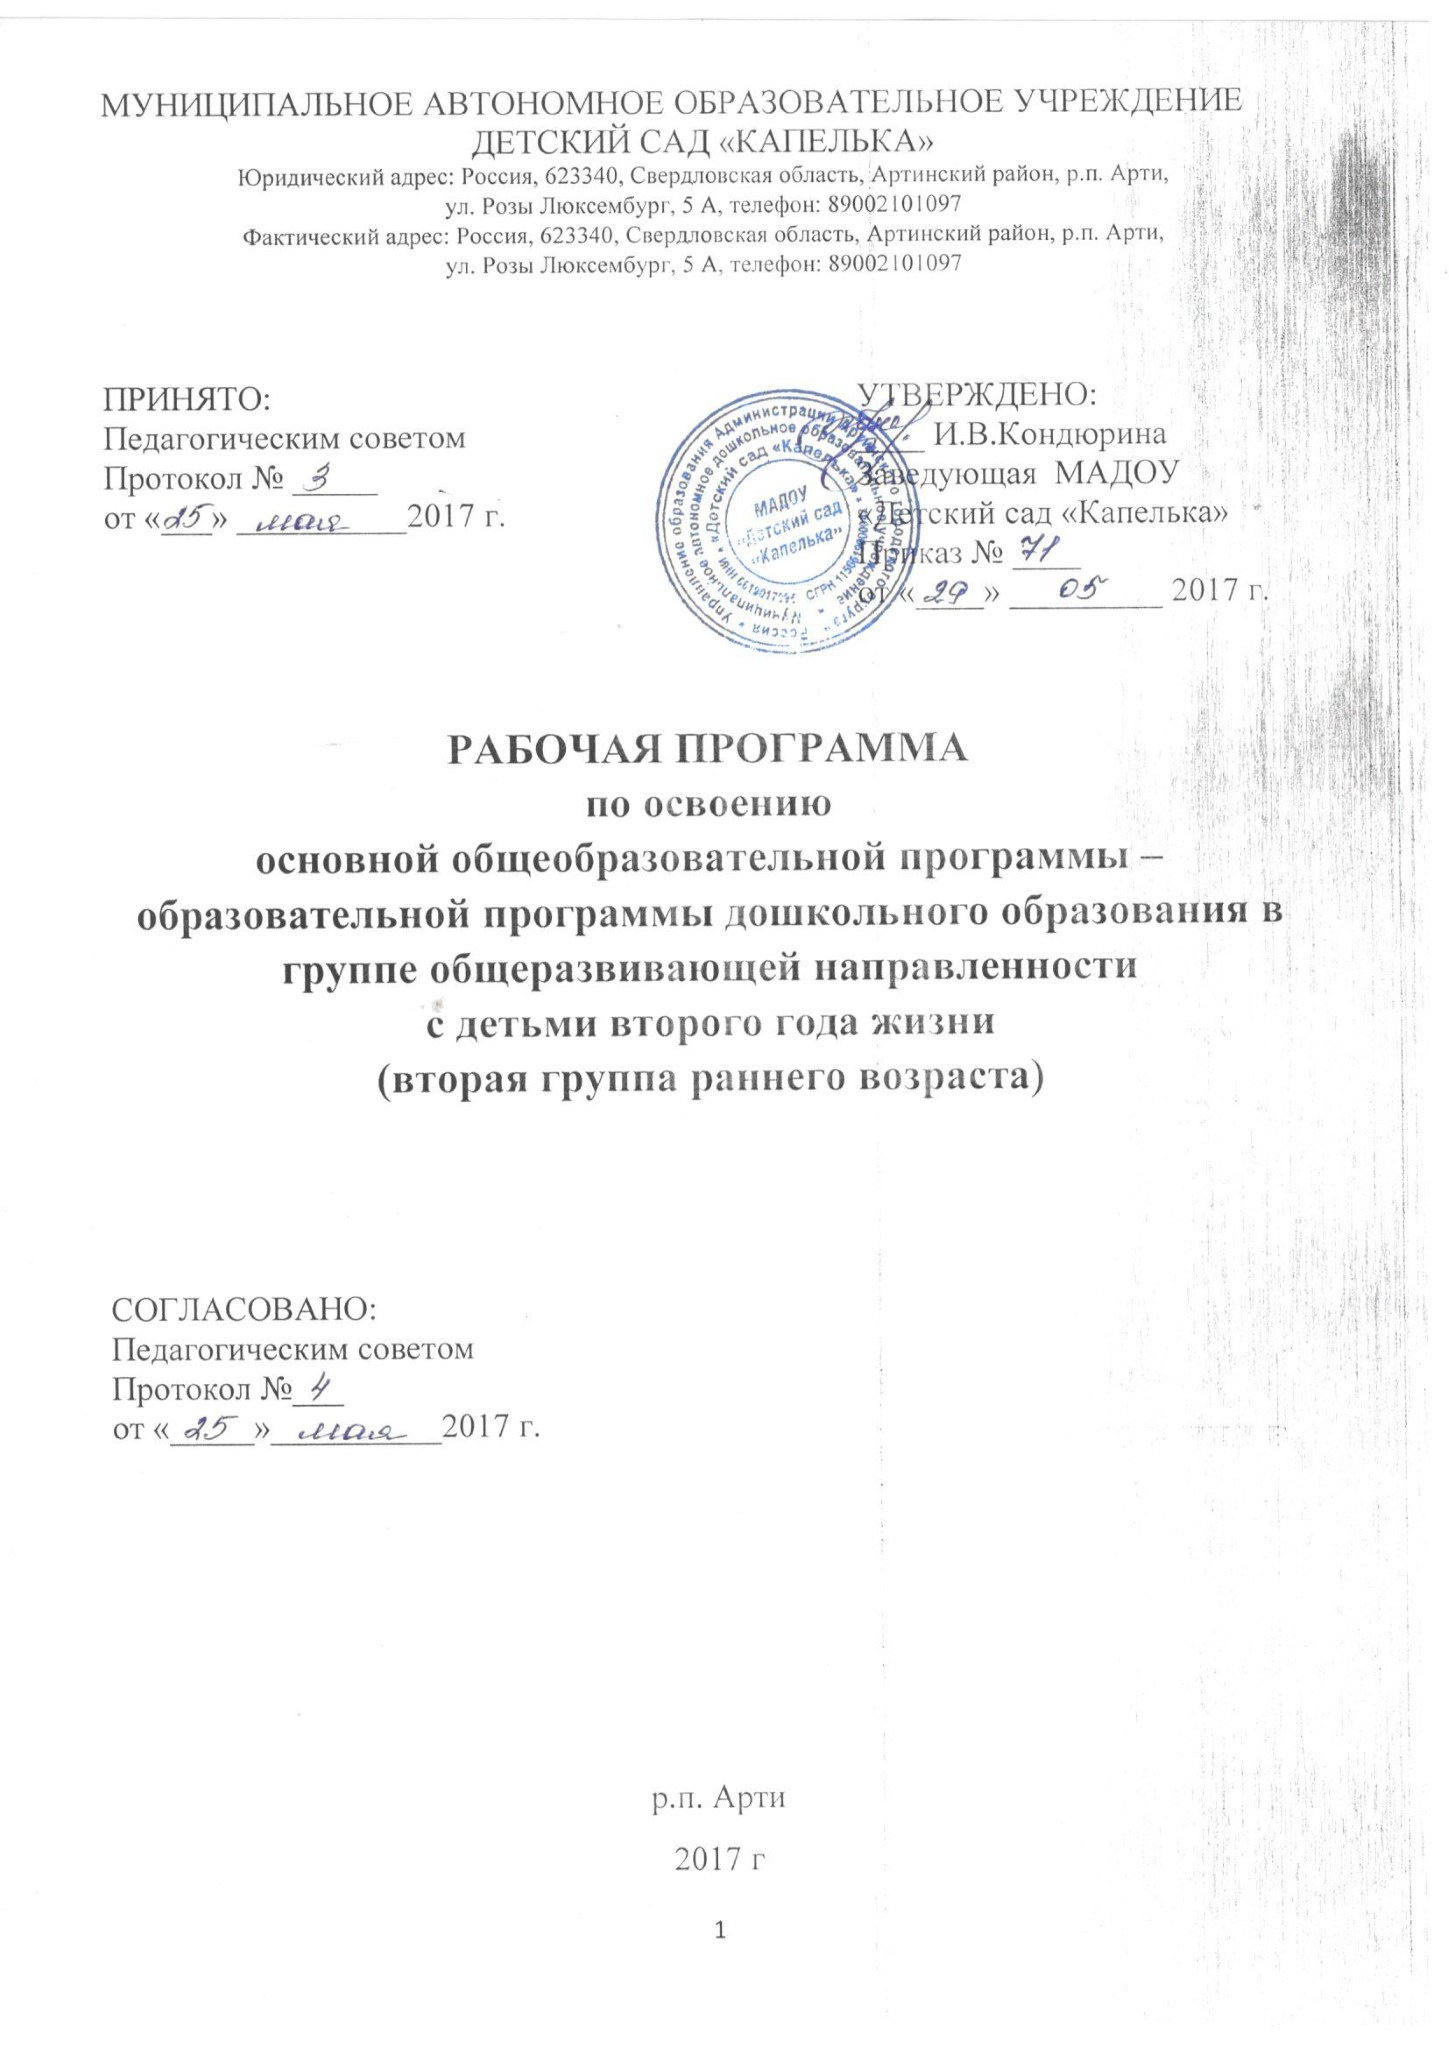 МУНИЦИПАЛЬНОЕ АВТОНОМНОЕ ОБРАЗОВАТЕЛЬНОЕ УЧРЕЖДЕНИЕ
ДЕТСКИЙ САД «КАПЕЛЬКА»
Юридический адрес: Россия, 623340, Свердловская область, Артинский район, р.п. Арти,
ул. Розы Люксембург, 5 А, телефон: 89002101097
Фактический адрес: Россия, 623340, Свердловская область, Артинский район, р.п. Арти,
ул. Розы Люксембург, 5 А, телефон: 89002101097
ПРИНЯТО:
Педагогическим советом
Протокол № 3
от «25» мая 2017 г.
УТВЕРЖДЕНО:
И.В.Кондюрина
Заведующая МАДОУ
«Детский сад «Капелька»
Приказ № 71
от «29» 05 2017 г.
МАДОУ
«Детский сад
«Капелька»
РАБОЧАЯ ПРОГРАММА
по освоению
основной общеобразовательной программы –
образовательной программы дошкольного образования в
группе общеразвивающей направленности
с детьми второго года жизни
(вторая группа раннего возраста)
СОГЛАСОВАНО:
Педагогическим советом
Протокол № 4
от «25» мая 2017 г.
р.п. Арти
2017 г
1